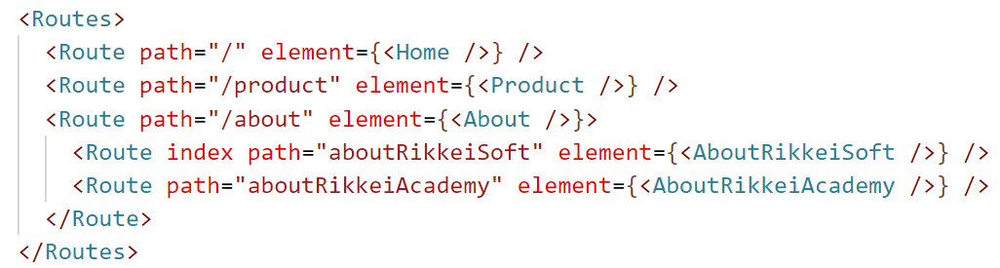 <Routes>
<Route path="/" element={<Home />} />
<Route path="/product" element={<Product />} />
<Route path="/about" element={<About />}>
<Route index path="aboutRikkeiSoft" element={<AboutRikkeiSoft />} />
<Route path="aboutRikkeiAcademy" element={<AboutRikkeiAcademy />} />
</Route>
</Routes>